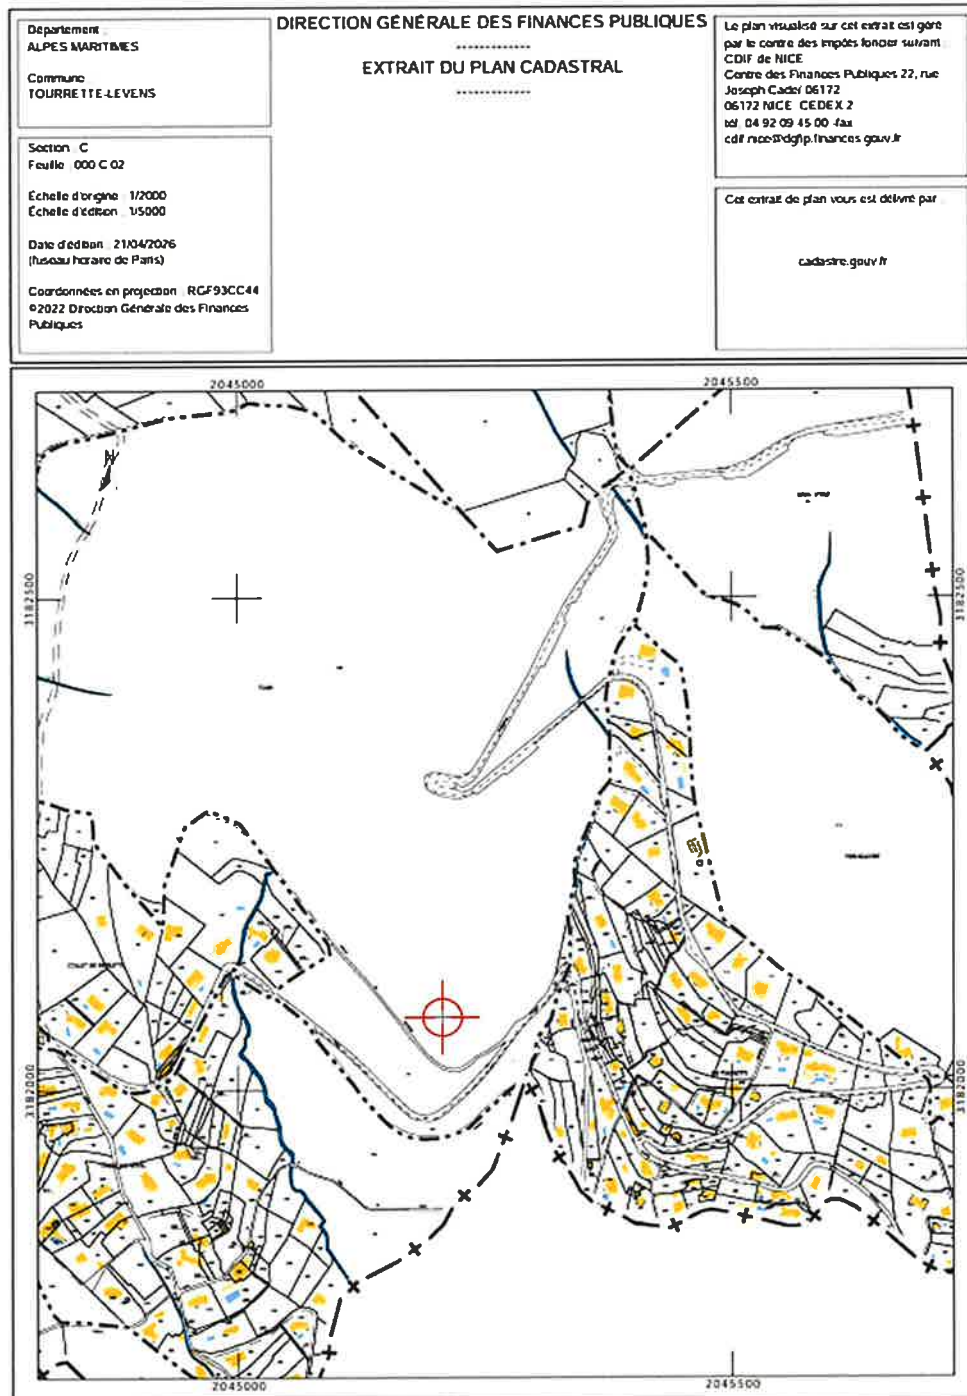 Département :
ALPES MARITIMES
Commune :
TOURRETTE-LEVENS
Section : C
Feuille : 000 C 02
Échelle d'origine : 1/2000
Échelle d'édition : 1/5000
Date d'édition : 21/04/2026
(fuseau horaire de Paris)
Coordonnées en projection : RGF93CC44
©2022 Direction Générale des Finances
Publiques
DIRECTION GÉNÉRALE DES FINANCES PUBLIQUES
------------
EXTRAIT DU PLAN CADASTRAL
------------
Le plan visualisé sur cet extrait est géré
par le centre des impôts foncier suivant :
CDIF de NICE
Centre des Finances Publiques 22, rue
Joseph Cadeï 06172
06172 NICE CEDEX 2
tél. 04 92 09 45 00 -fax
cdif.nice@dgfip.finances.gouv.fr
Cet extrait de plan vous est délivré par :
cadastre.gouv.fr
2045000
2045500
3182500
3182500
3182000
3182000
2045000
2045500